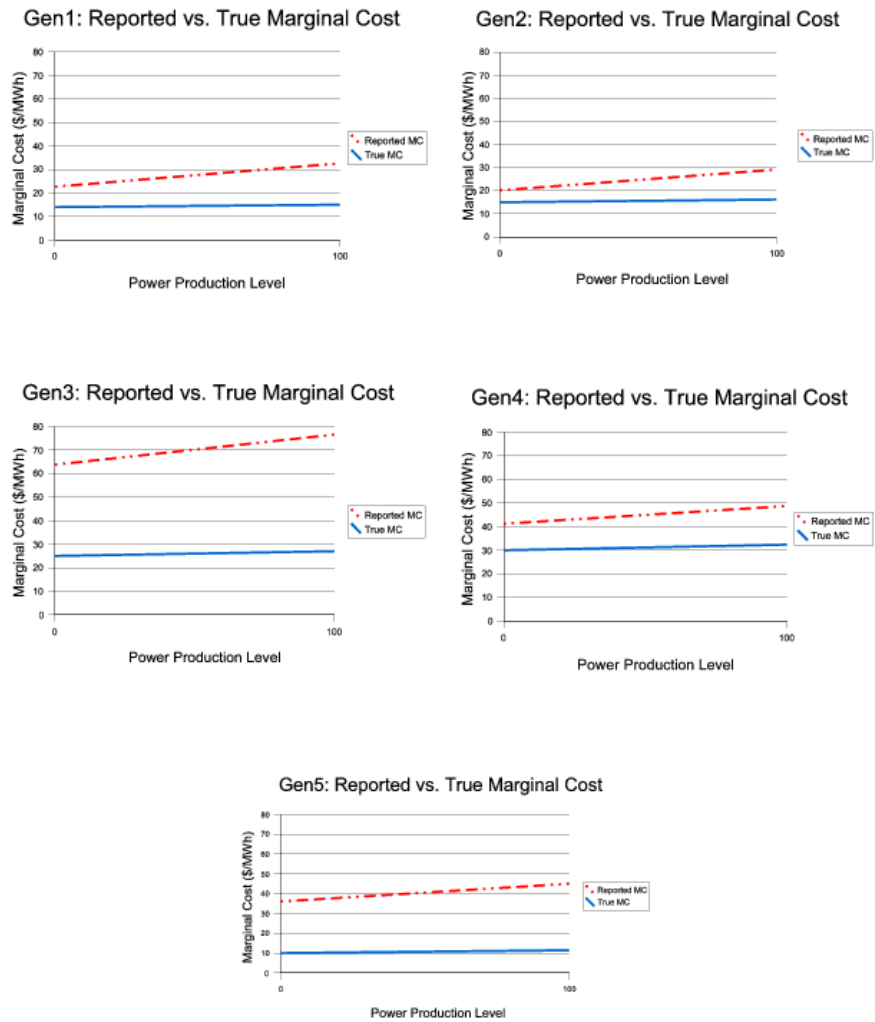 Gen1: Reported vs. True Marginal Cost
Marginal Cost ($/MWh)
80
70
60
50
40
30
20
10
0
Reported MC
True MC
0
100
Power Production Level
Gen2: Reported vs. True Marginal Cost
Marginal Cost ($/MWh)
80
70
60
50
40
30
20
10
0
Reported MC
True MC
0
100
Power Production Level
Gen3: Reported vs. True Marginal Cost
Marginal Cost ($/MWh)
80
70
60
50
40
30
20
10
0
Reported MC
True MC
0
100
Power Production Level
Gen4: Reported vs. True Marginal Cost
Marginal Cost ($/MWh)
80
70
60
50
40
30
20
10
0
Reported MC
True MC
0
100
Power Production Level
Gen5: Reported vs. True Marginal Cost
Marginal Cost ($/MWh)
80
70
60
50
40
30
20
10
0
Reported MC
True MC
0
100
Power Production Level